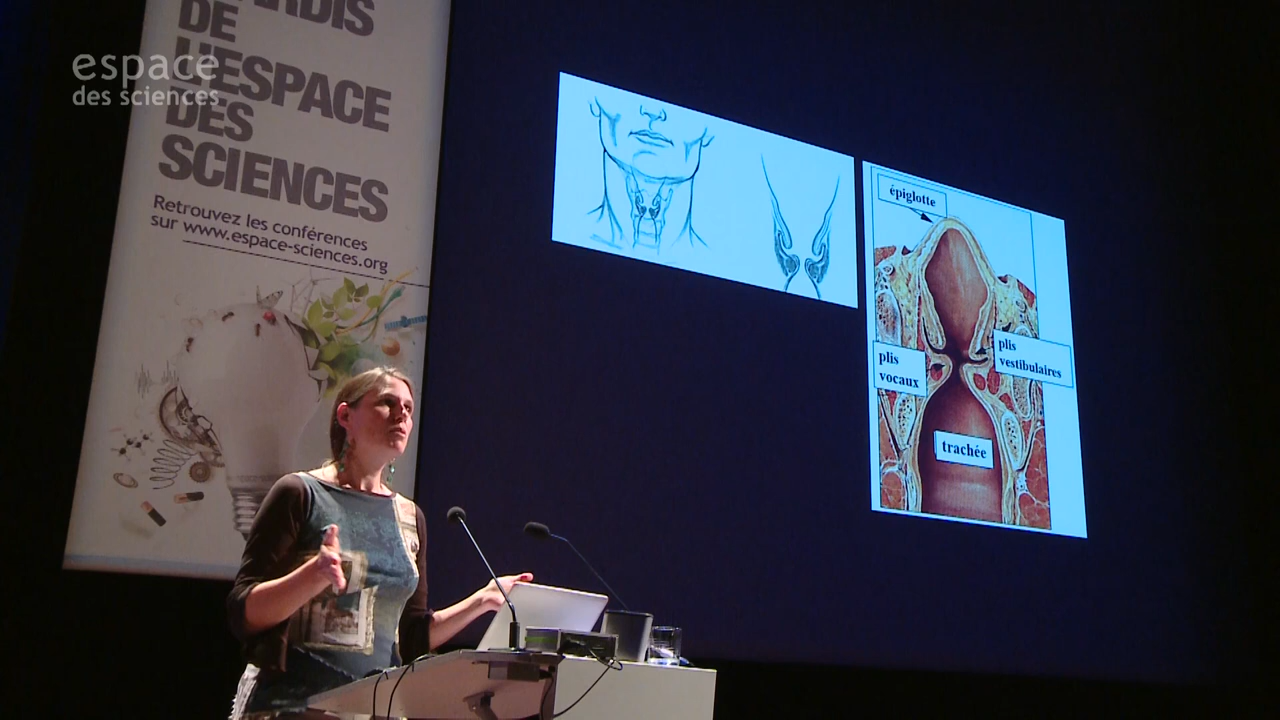 ARDIS
DE
L'ESPACE
DES
SCIENCES
Retrouvez les conférences
sur www.espace-sciences.org
espace
des sciences
épiglotte
plis
vestibulaires
plis
vocaux
trachée